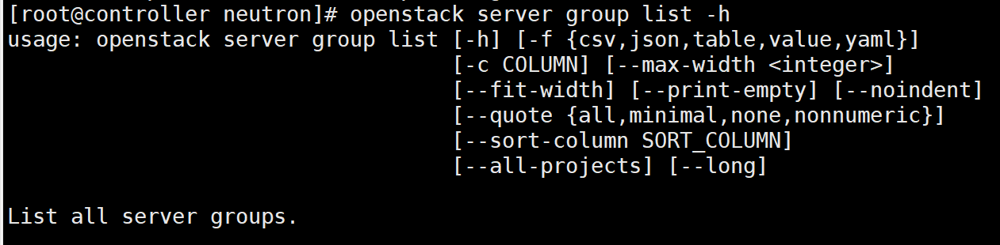 [root@controller neutron]# openstack server group list -h
usage: openstack server group list [-h] [-f {csv,json,table,value,yaml}]
[-c COLUMN] [--max-width <integer>]
[--fit-width] [--print-empty] [--noindent]
[--quote {all,minimal,none,nonnumeric}]
[--sort-column SORT_COLUMN]
[--all-projects] [--long]
List all server groups.